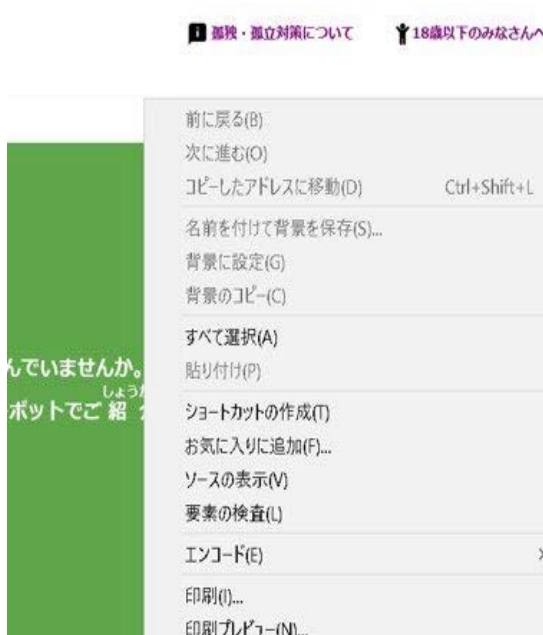 孤独・孤立対策について
18歳以下のみなさんへ
前に戻る(B)
次に進む(O)
コピーしたアドレスに移動(D) Ctrl+Shift+L
名前を付けて背景を保存(S)...
背景に設定(G)
背景のコピー(C)
すべて選択(A)
んでいませんか。
貼り付け(P)
しょう
ボットでご紹
ショートカットの作成(T)
お気に入りに追加(F)...
ソースの表示(V)
要素の検査(L)
エンコード(E)
印刷(I)...
印刷プレビュー(N)...